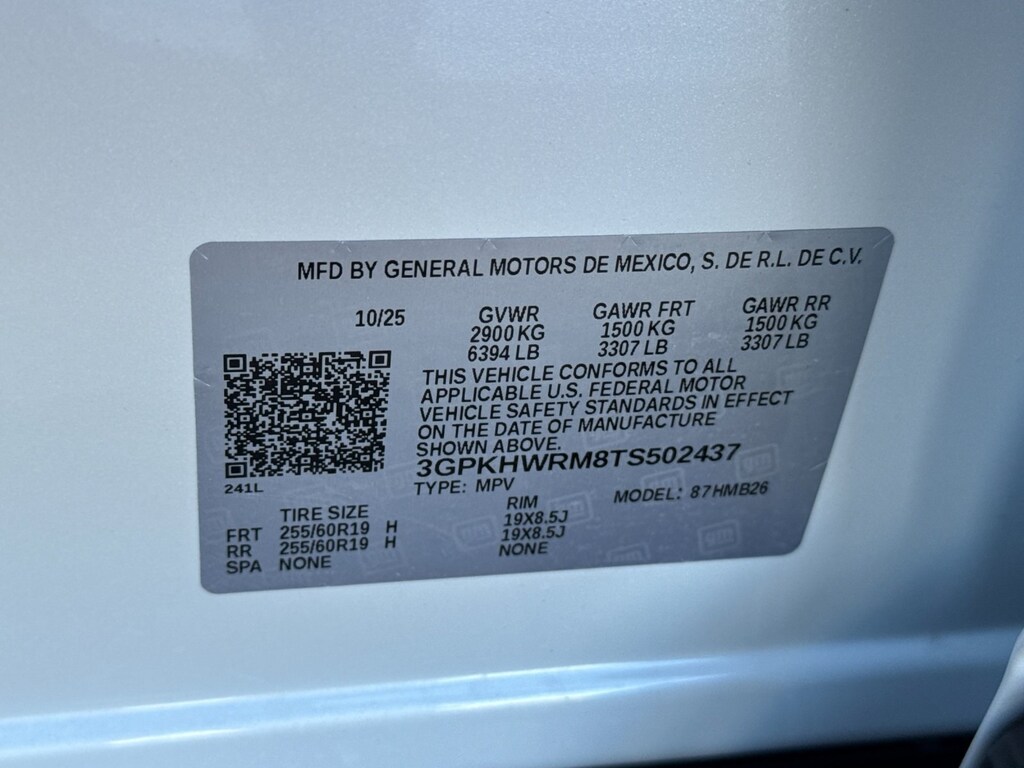 MFD BY GENERAL MOTORS DE MEXICO, S. DE R.L. DE C.V.
10/25 GVWR GAWR FRT GAWR RR
2900 KG 1500 KG 1500 KG
6394 LB 3307 LB 3307 LB
THIS VEHICLE CONFORMS TO ALL
APPLICABLE U.S. FEDERAL MOTOR
VEHICLE SAFETY STANDARDS IN EFFECT
ON THE DATE OF MANUFACTURE
SHOWN ABOVE.
3GPKHWRM8TS502437
241L TYPE: MPV MODEL: 87HMB26
TIRE SIZE RIM
FRT 255/60R19 H 19X8.5J
RR 255/60R19 H 19X8.5J
SPA NONE NONE